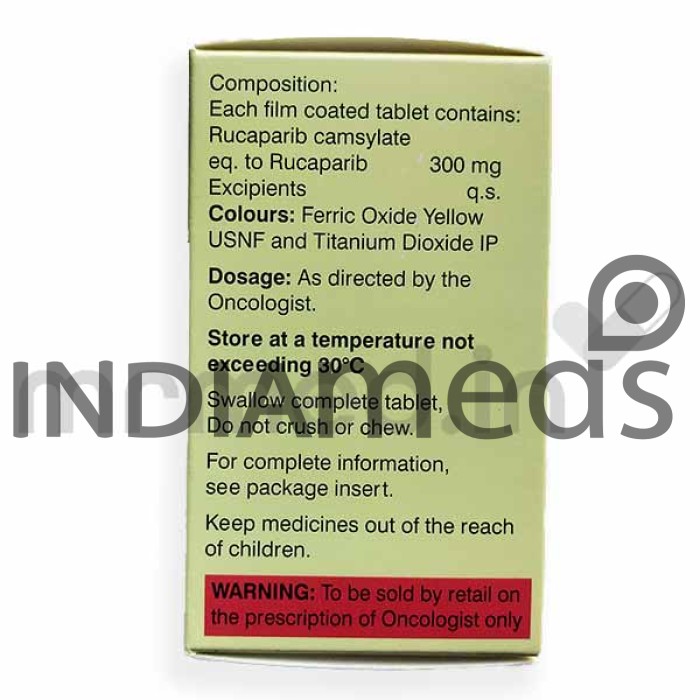 Composition:
Each film coated tablet contains:
Rucaparib camsylate
eq. to Rucaparib 300 mg
Excipients q.s.
Colours: Ferric Oxide Yellow
USNF and Titanium Dioxide IP
Dosage: As directed by the
Oncologist.
Store at a temperature not
exceeding 30°C
INDIAmeds
Swallow complete tablet,
Do not crush or chew.
For complete information,
see package insert.
Keep medicines out of the reach
of children.
WARNING: To be sold by retail on
the prescription of Oncologist only